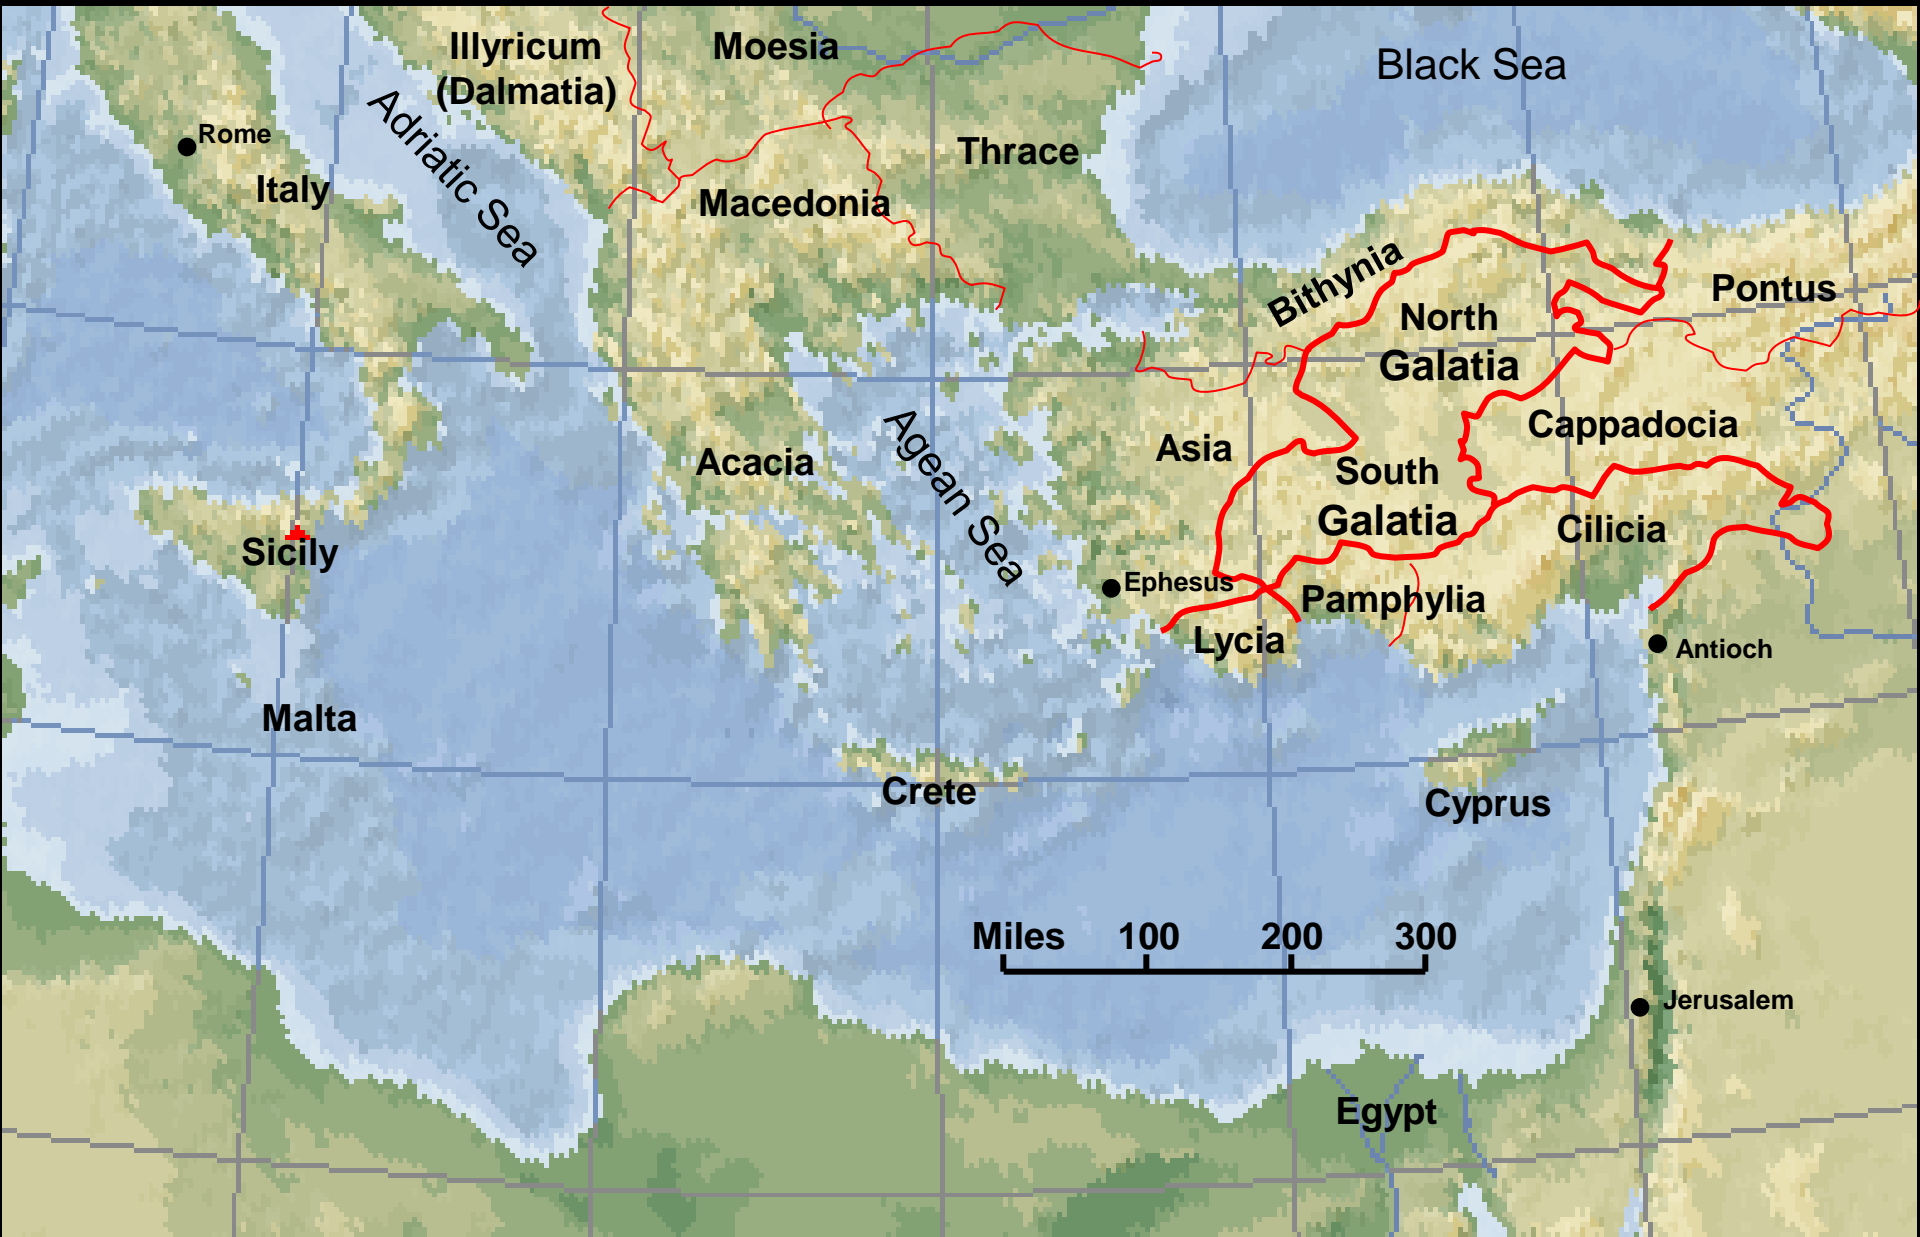 Illyricum
(Dalmatia)
Moesia
Black Sea
Adriatic Sea
Rome
Thrace
Italy
Macedonia
Bithynia
Pontus
North
Galatia
Agean Sea
Cappadocia
Asia
Acacia
South
Galatia
Cilicia
Sicily
Ephesus
Pamphylia
Lycia
Antioch
Malta
Crete
Cyprus
Miles 100 200 300
Jerusalem
Egypt